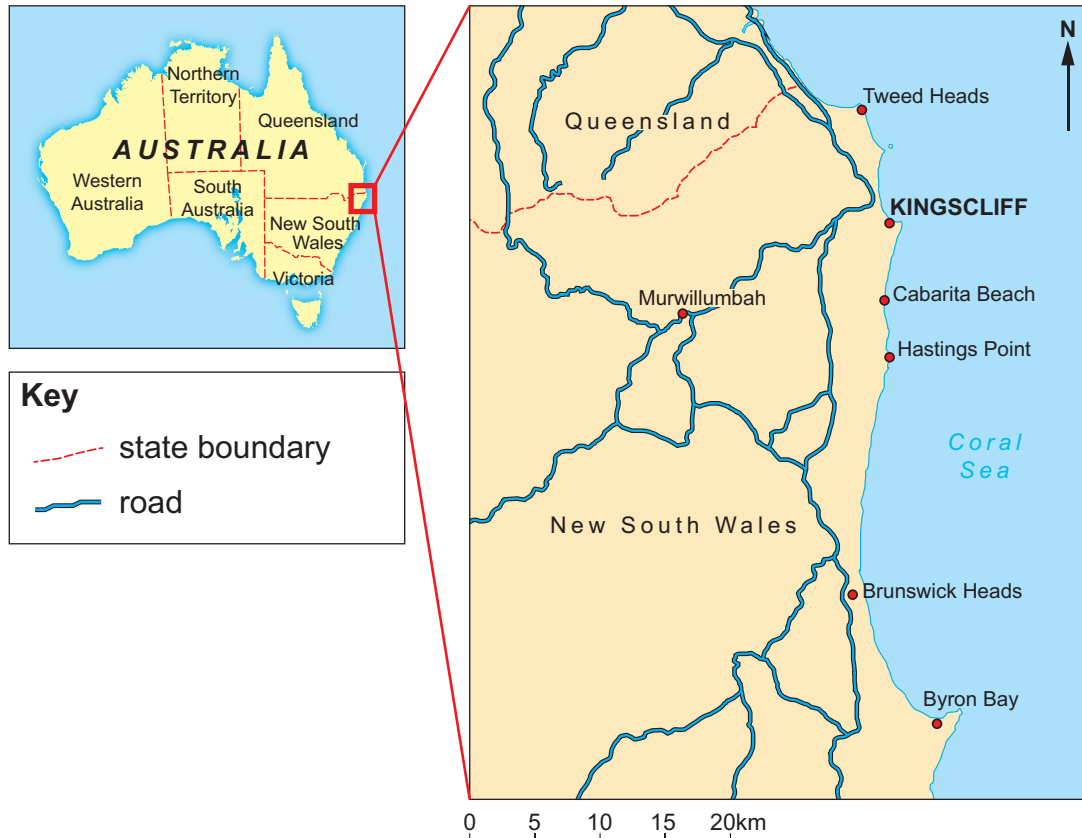 Northern
Territory
Queensland
AUSTRALIA
Western
Australia
South
Australia
New South
Wales
Victoria
Key
state boundary
road
N
Tweed Heads
Queensland
KINGSCLIFF
Murwillumbah
Cabarita Beach
Hastings Point
Coral
Sea
New South Wales
Brunswick Heads
Byron Bay
0 5 10 15 20km